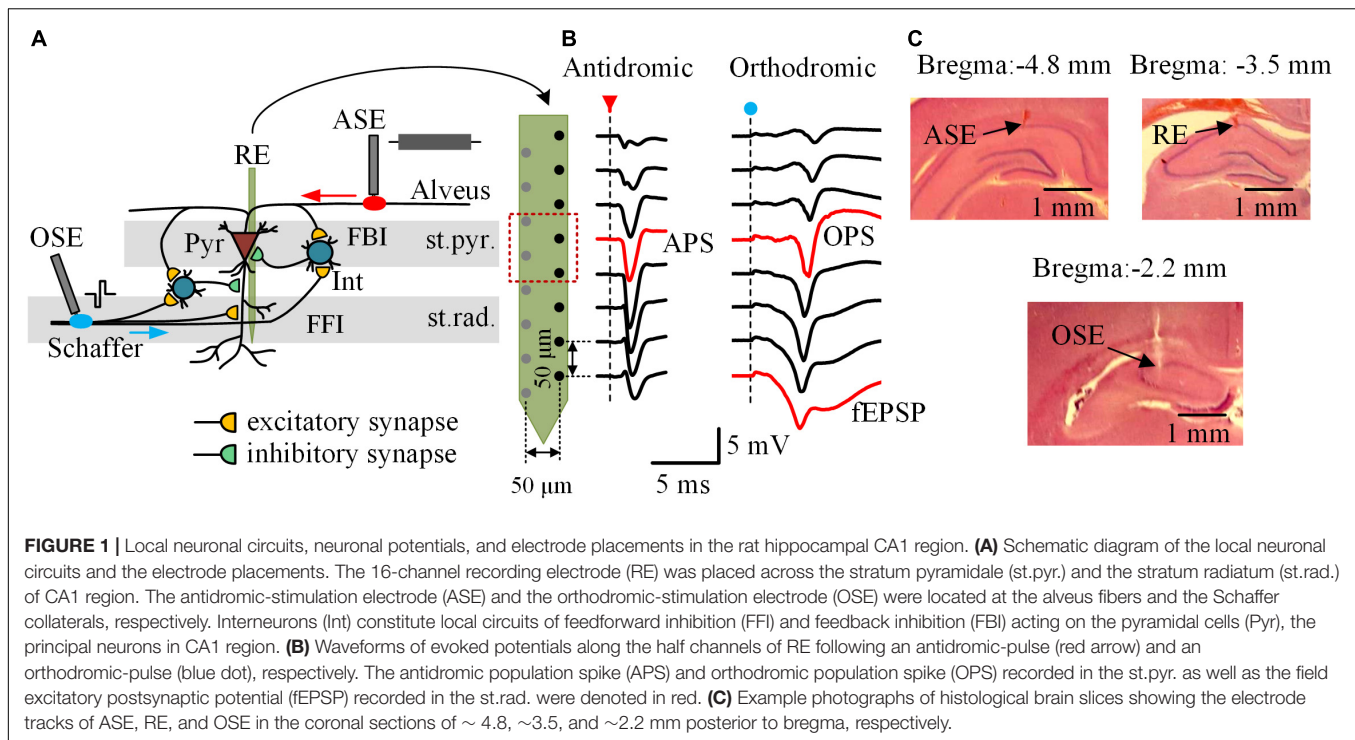 A
B
C
Antidromic
Orthodromic
Bregma:-4.8 mm
Bregma: -3.5 mm
ASE
RE
ASE
RE
1 mm
1 mm
Alveus
OSE
Pyr
FBI
st.pyr.
APS
OPS
Int
Bregma:-2.2 mm
FFI
st.rad.
Schaffer
50 μm
OSE
fEPSP
1 mm
excitatory synapse
inhibitory synapse
5 mV
5 ms
50 μm
FIGURE 1 | Local neuronal circuits, neuronal potentials, and electrode placements in the rat hippocampal CA1 region. (A) Schematic diagram of the local neuronal
circuits and the electrode placements. The 16-channel recording electrode (RE) was placed across the stratum pyramidale (st.pyr.) and the stratum radiatum (st.rad.)
of CA1 region. The antidromic-stimulation electrode (ASE) and the orthodromic-stimulation electrode (OSE) were located at the alveus fibers and the Schaffer
collaterals, respectively. Interneurons (Int) constitute local circuits of feedforward inhibition (FFI) and feedback inhibition (FBI) acting on the pyramidal cells (Pyr), the
principal neurons in CA1 region. (B) Waveforms of evoked potentials along the half channels of RE following an antidromic-pulse (red arrow) and an
orthodromic-pulse (blue dot), respectively. The antidromic population spike (APS) and orthodromic population spike (OPS) recorded in the st.pyr. as well as the field
excitatory postsynaptic potential (fEPSP) recorded in the st.rad. were denoted in red. (C) Example photographs of histological brain slices showing the electrode
tracks of ASE, RE, and OSE in the coronal sections of ~ 4.8, ~3.5, and ~2.2 mm posterior to bregma, respectively.